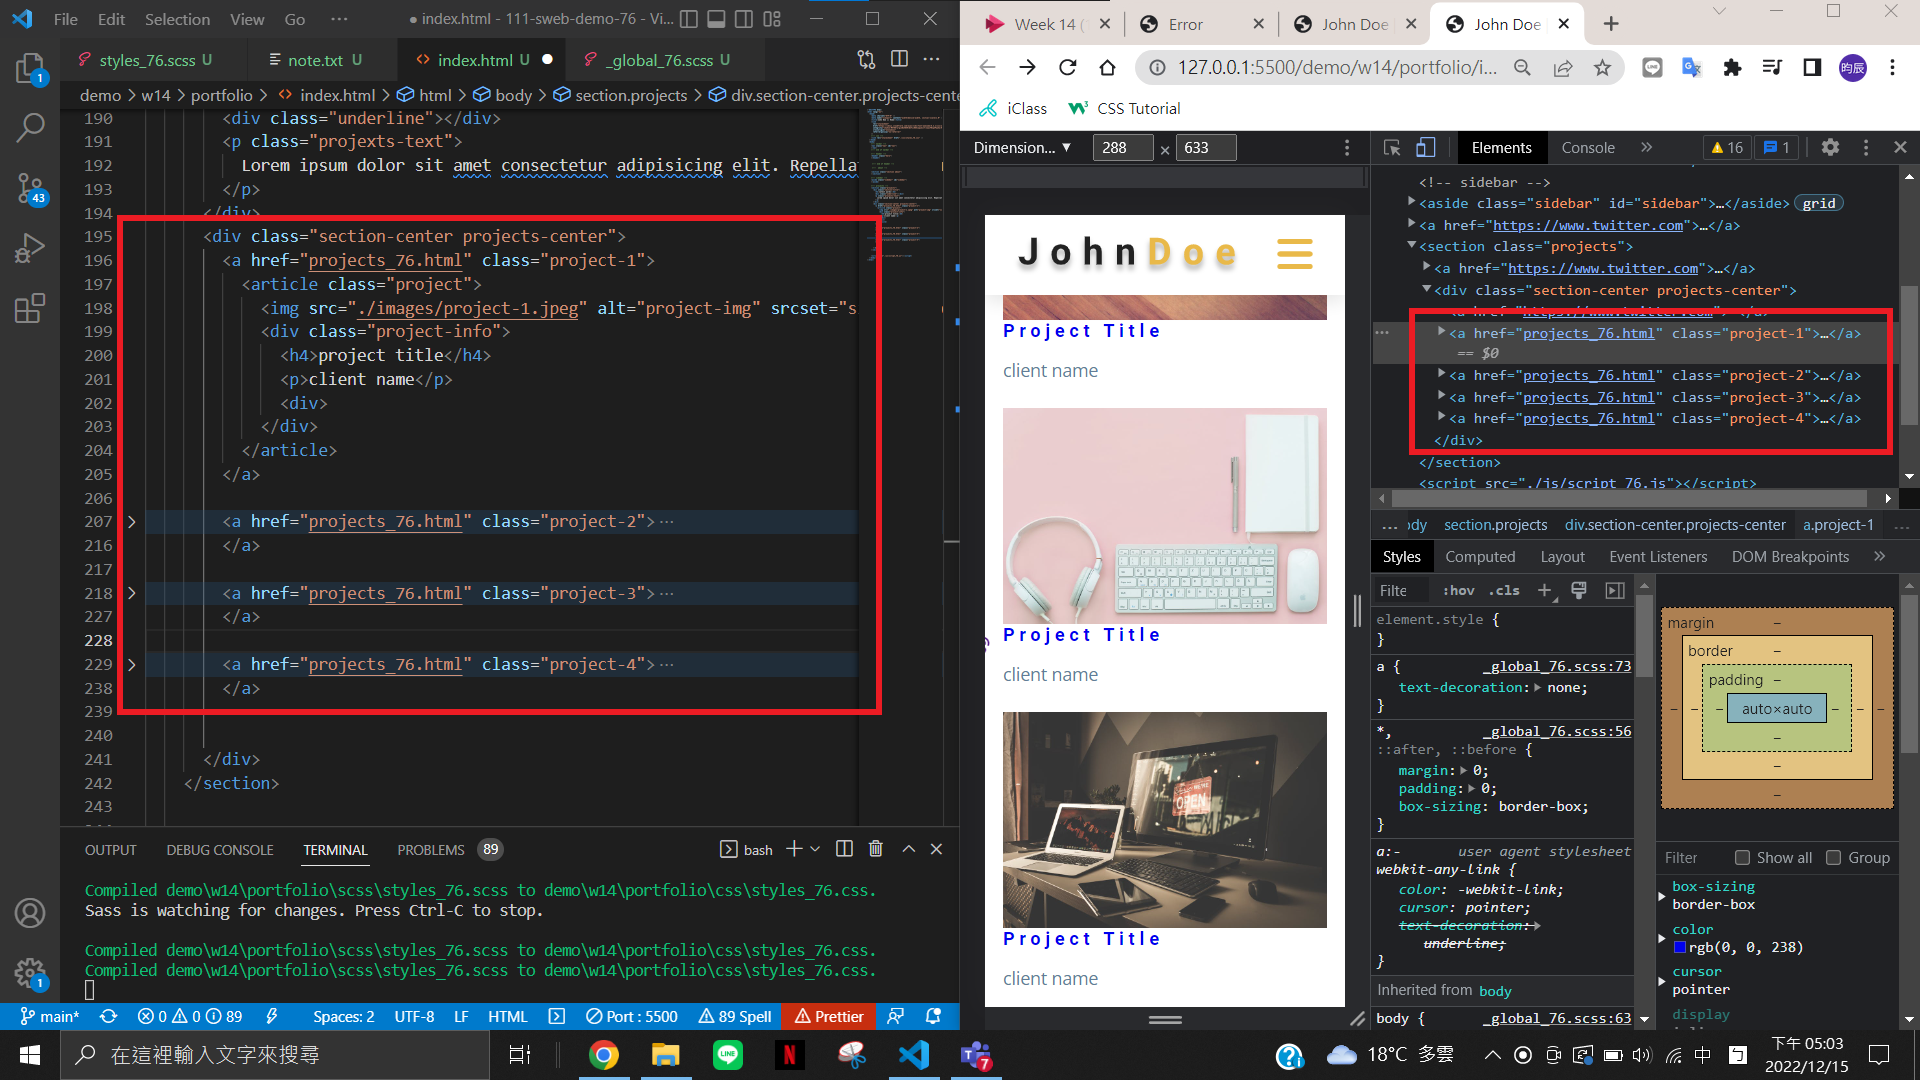 File Edit Selection View Go ··· ● index.html - 111-sweb-demo-76 - Vi...
styles_76.scss U note.txt U index.html U ● _global_76.scss U ···
demo > w14 > portfolio > index.html > html > body > section.projects > div.section-center.projects-cente
190 <div class="underline"></div>
191 <p class="projexts-text">
192 Lorem ipsum dolor sit amet consectetur adipisicing elit. Repella
193 </p>
194 </div>
195 <div class="section-center projects-center">
196 <a href="projects_76.html" class="project-1">
197 <article class="project">
198 <img src="./images/project-1.jpeg" alt="project-img" srcset="s
199 <div class="project-info">
200 <h4>project title</h4>
201 <p>client name</p>
202 <div>
203 </div>
204 </article>
205 </a>
206
207 <a href="projects_76.html" class="project-2">···
216 </a>
217
218 <a href="projects_76.html" class="project-3">···
227 </a>
228
229 <a href="projects_76.html" class="project-4">···
238 </a>
239
240
241 </div>
242 </section>
243
OUTPUT DEBUG CONSOLE TERMINAL PROBLEMS 89 bash
Compiled demo\w14\portfolio\scss\styles_76.scss to demo\w14\portfolio\css\styles_76.css.
Sass is watching for changes. Press Ctrl-C to stop.
Compiled demo\w14\portfolio\scss\styles_76.scss to demo\w14\portfolio\css\styles_76.css.
Compiled demo\w14\portfolio\scss\styles_76.scss to demo\w14\portfolio\css\styles_76.css.
main* 0 0 89 Spaces: 2 UTF-8 LF HTML Port : 5500 89 Spell Prettier
1
43
1
Week 14 ( Error John Doe John Doe
127.0.0.1:5500/demo/w14/portfolio/i... 昀辰
iClass CSS Tutorial
Dimension... ▼ 288 × 633
JohnDoe
Project Title
client name
Project Title
client name
OPEN
Project Title
client name
Elements Console » 16 1
<!-- sidebar -->
<aside class="sidebar" id="sidebar">…</aside> grid
<a href="https://www.twitter.com">…</a>
<section class="projects">
<a href="https://www.twitter.com">…</a>
<div class="section-center projects-center">
<a href="https://www.twitter.com">…</a>
<a href="projects_76.html" class="project-1">…</a>
== $0
<a href="projects_76.html" class="project-2">…</a>
<a href="projects_76.html" class="project-3">…</a>
<a href="projects_76.html" class="project-4">…</a>
</div>
</section>
<script src="./js/script_76.js"></script>
... ody section.projects div.section-center.projects-center a.project-1 ...
Styles Computed Layout Event Listeners DOM Breakpoints »
Filte :hov .cls +
element.style {
}
a { _global_76.scss:73
text-decoration: none;
}
*, _global_76.scss:56
::after, ::before {
margin: 0;
padding: 0;
box-sizing: border-box;
}
a:- user agent stylesheet
webkit-any-link {
color: -webkit-link;
cursor: pointer;
text-decoration:
underline;
}
Inherited from body
body { _global_76.scss:63
margin –
border –
padding –
– – – auto×auto – – –
–
–
–
Filter Show all Group
box-sizing
border-box
color
rgb(0, 0, 238)
cursor
pointer
display
在這裡輸入文字來搜尋
N
7
18°C 多雲
中
下午 05:03
2022/12/15